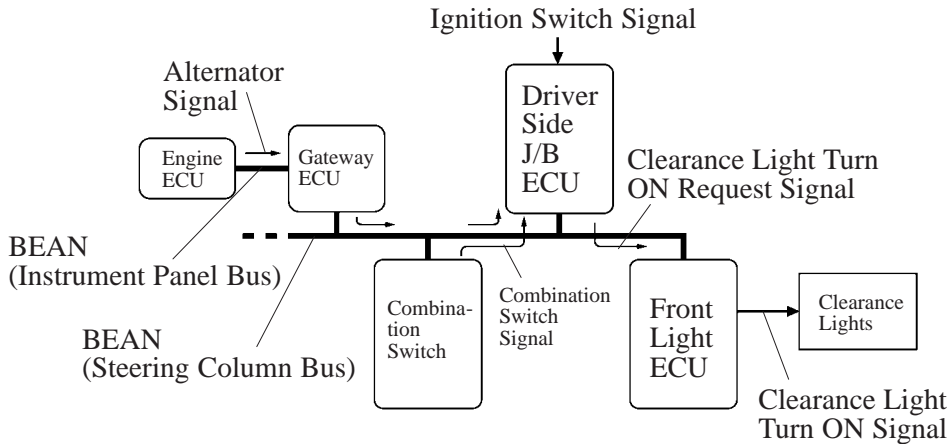 Ignition Switch Signal
Alternator
Signal
Engine
ECU
Gateway
ECU
Driver
Side
J/B
ECU
Clearance Light Turn
ON Request Signal
BEAN
(Instrument Panel Bus)
BEAN
(Steering Column Bus)
Combina-
tion
Switch
Combination
Switch
Signal
Front
Light
ECU
Clearance
Lights
Clearance Light
Turn ON Signal